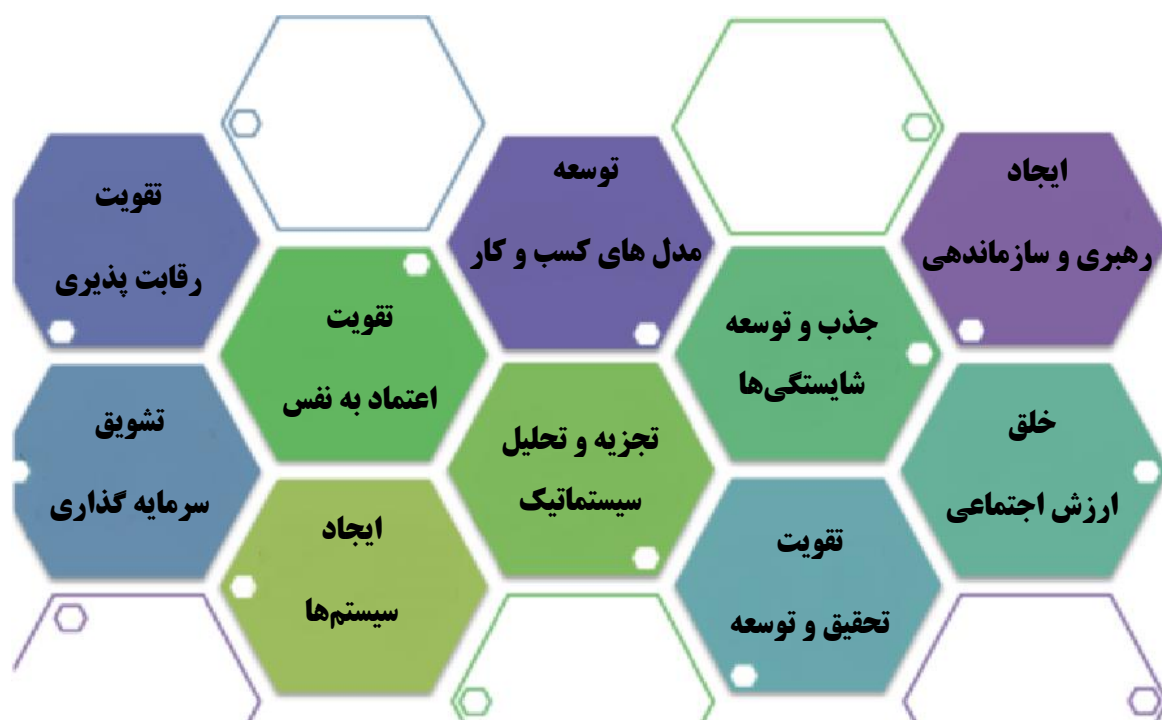 ایجاد
رهبری و سازماندهی
توسعه
مدل های کسب و کار
تقویت
رقابت پذیری
جذب و توسعه
شایستگی‌ها
تقویت
اعتماد به نفس
خلق
ارزش اجتماعی
تجزیه و تحلیل
سیستماتیک
تشویق
سرمایه گذاری
تقویت
تحقیق و توسعه
ایجاد
سیستم‌ها